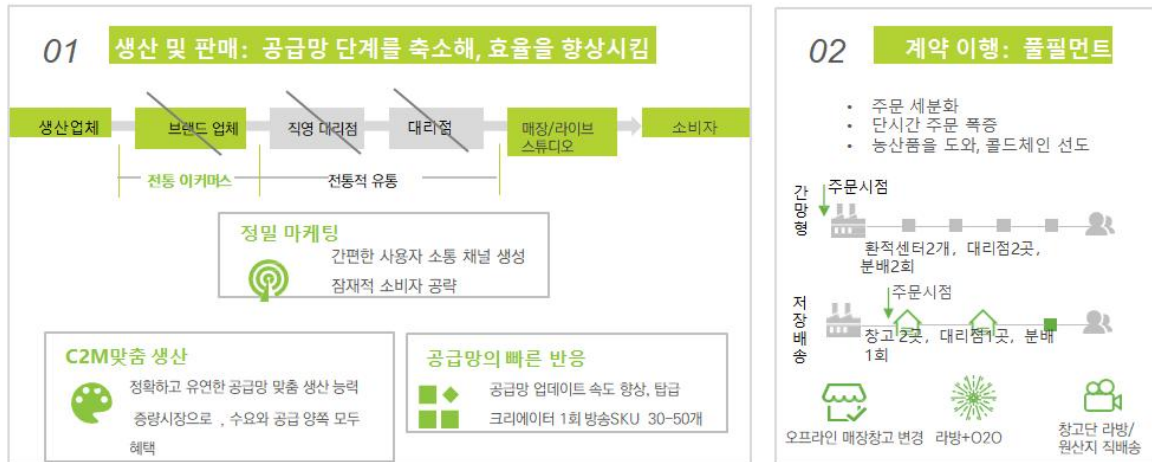 01 생산 및 판매: 공급망 단계를 축소해, 효율을 향상시킴
생산업체
브랜드 업체
직영 대리점
대리점
매장/라이브
스튜디오
소비자
전통 이커머스
전통적 유통
정밀 마케팅
간편한 사용자 소통 채널 생성
잠재적 소비자 공략
C2M맞춤 생산
정확하고 유연한 공급망 맞춤 생산 능력
증량시장으로 , 수요와 공급 양쪽 모두
혜택
공급망의 빠른 반응
공급망 업데이트 속도 향상, 탑급
크리에이터 1회 방송SKU 30-50개
02 계약 이행: 풀필먼트
• 주문 세분화
• 단시간 주문 폭증
• 농산품을 도와, 콜드체인 선도
간망형
주문시점
환적센터2개, 대리점2곳,
분배2회
저장배송
주문시점
창고 2곳, 대리점1곳, 분배
1회
오프라인 매장창고 변경
라방+O2O
창고단 라방/
원산지 직배송